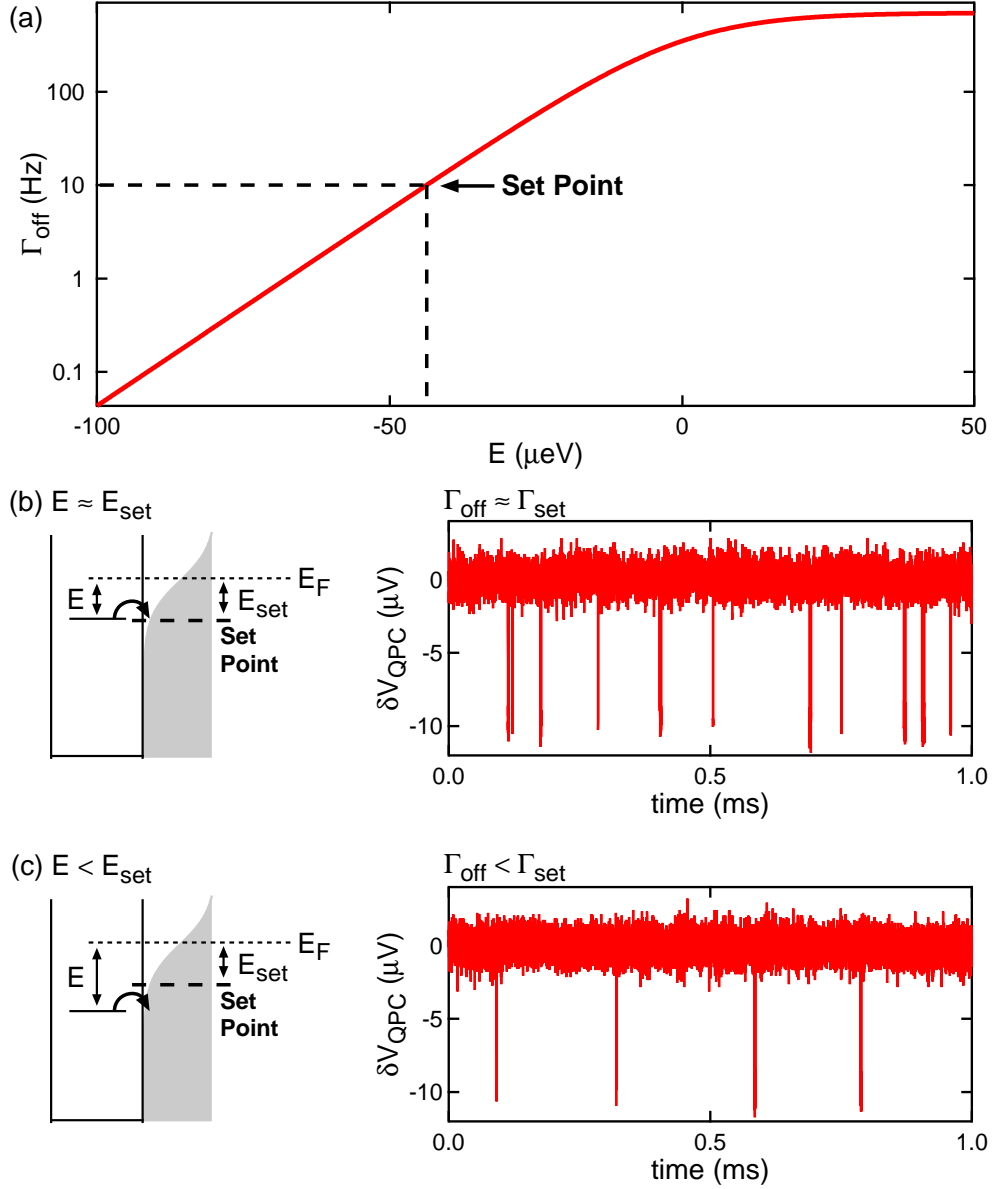 (a)
100
10
1
0.1
Γoff (Hz)
Set Point
-100
-50
0
50
E (μeV)
(b) E ≈ Eset
EF
E
Eset
Set
Point
Γoff ≈ Γset
0
-5
-10
δVQPC (μV)
0.0
0.5
1.0
time (ms)
(c) E < Eset
EF
E
Eset
Set
Point
Γoff < Γset
0
-5
-10
δVQPC (μV)
0.0
0.5
1.0
time (ms)